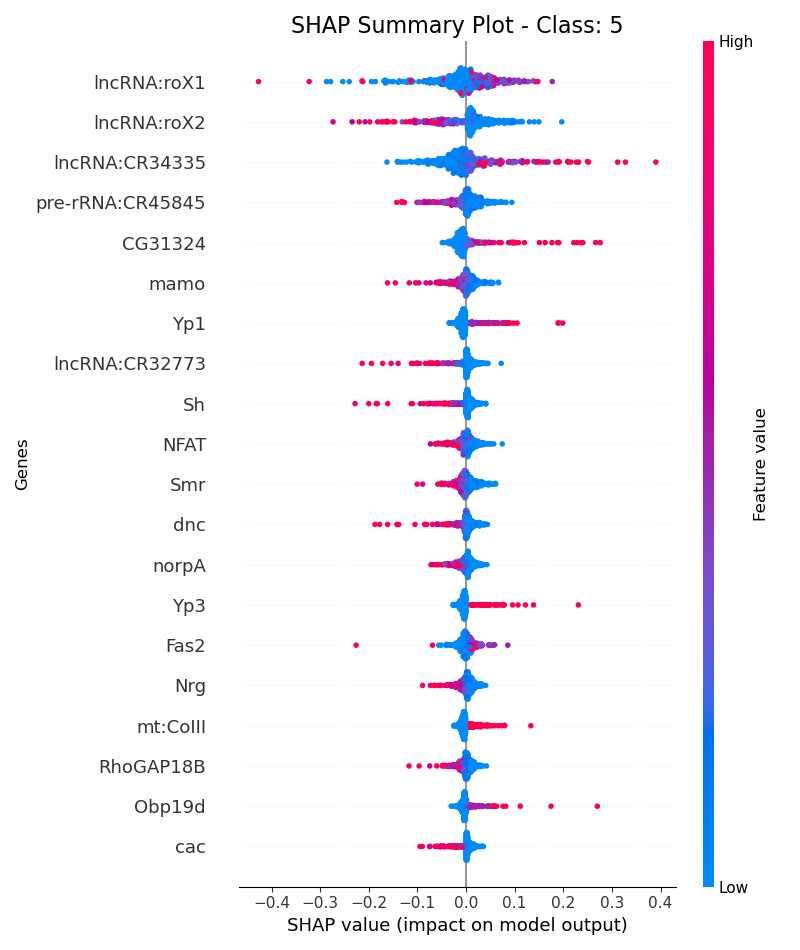 SHAP Summary Plot - Class: 5
High
lncRNA:roX1
lncRNA:roX2
lncRNA:CR34335
pre-rRNA:CR45845
CG31324
mamo
Yp1
lncRNA:CR32773
Sh
NFAT
Smr
dnc
norpA
Yp3
Fas2
Nrg
mt:CoIII
RhoGAP18B
Obp19d
cac
Genes
Feature value
Low
−0.4 −0.3 −0.2 −0.1 0.0 0.1 0.2 0.3 0.4
SHAP value (impact on model output)